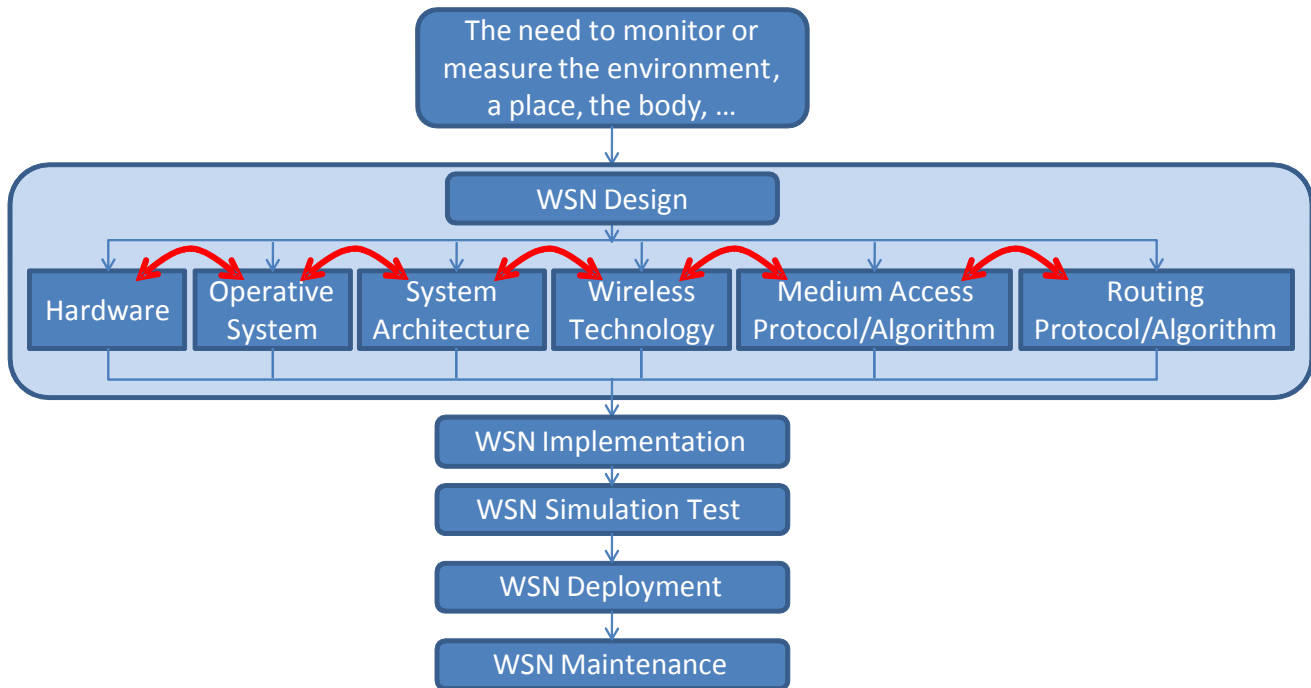 The need to monitor or
measure the environment,
a place, the body, ...
WSN Design
Hardware
Operative
System
System
Architecture
Wireless
Technology
Medium Access
Protocol/Algorithm
Routing
Protocol/Algorithm
WSN Implementation
WSN Simulation Test
WSN Deployment
WSN Maintenance